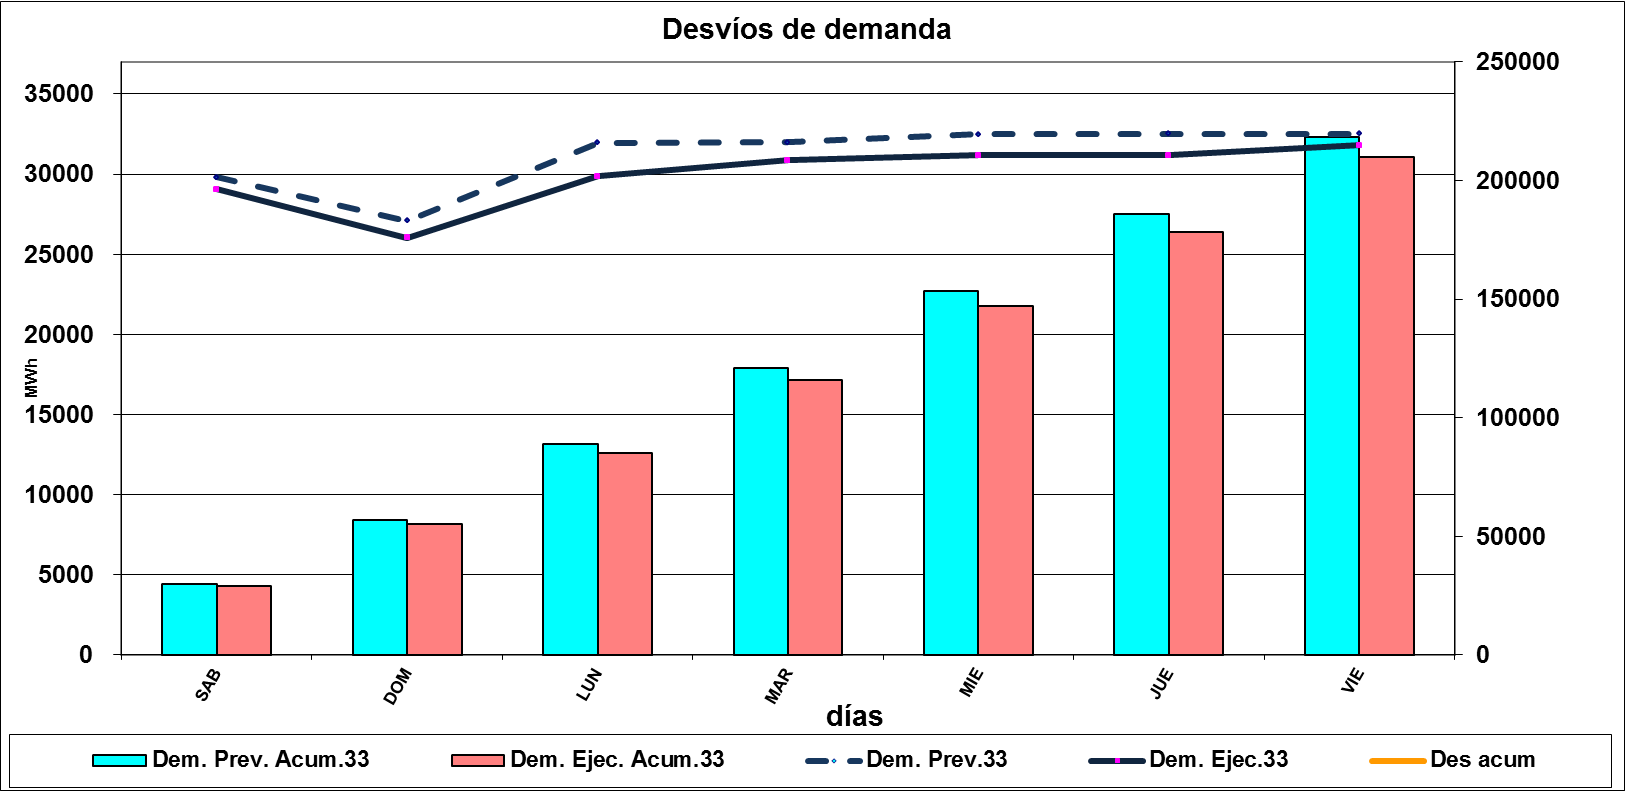 Desvíos de demanda
35000
30000
25000
20000
15000
10000
5000
0
MWh
250000
200000
150000
100000
50000
0
SAB DOM LUN MAR MIE JUE VIE
días
Dem. Prev. Acum.33 Dem. Ejec. Acum.33 Dem. Prev.33 Dem. Ejec.33 Des acum